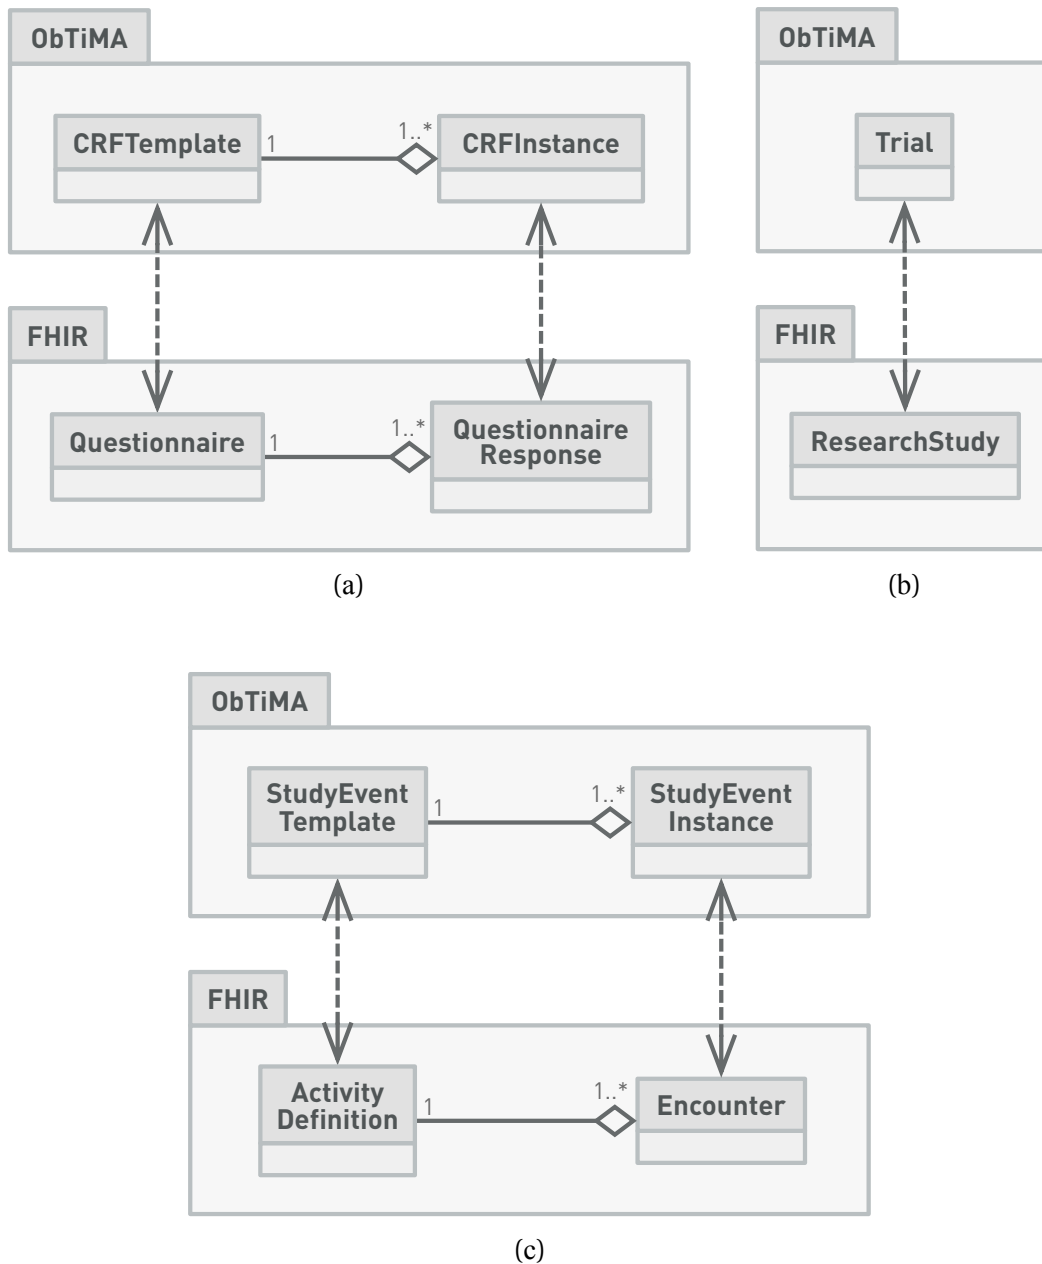 ObTiMA
CRFTemplate
1
1..*
CRFInstance
FHIR
Questionnaire
1
1..*
Questionnaire
Response
(a)
ObTiMA
Trial
FHIR
ResearchStudy
(b)
ObTiMA
StudyEvent
Template
1
1..*
StudyEvent
Instance
FHIR
Activity
Definition
1
1..*
Encounter
(c)